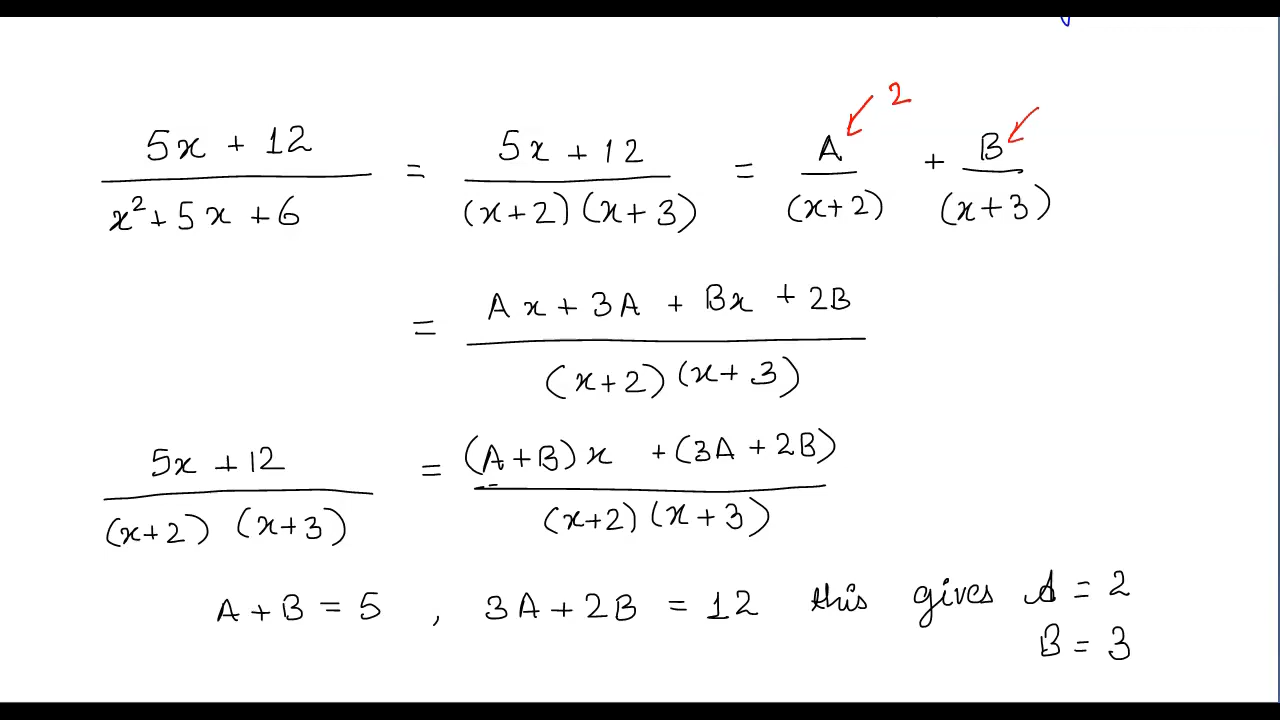 2
5x + 12 / x² + 5x + 6 = 5x + 12 / (x+2)(x+3) = A / (x+2) + B / (x+3)
= Ax + 3A + Bx + 2B / (x+2)(x+3)
5x + 12 / (x+2) (x+3) = (A+B)x + (3A + 2B) / (x+2)(x+3)
A + B = 5 , 3A + 2B = 12 this gives A = 2
B = 3